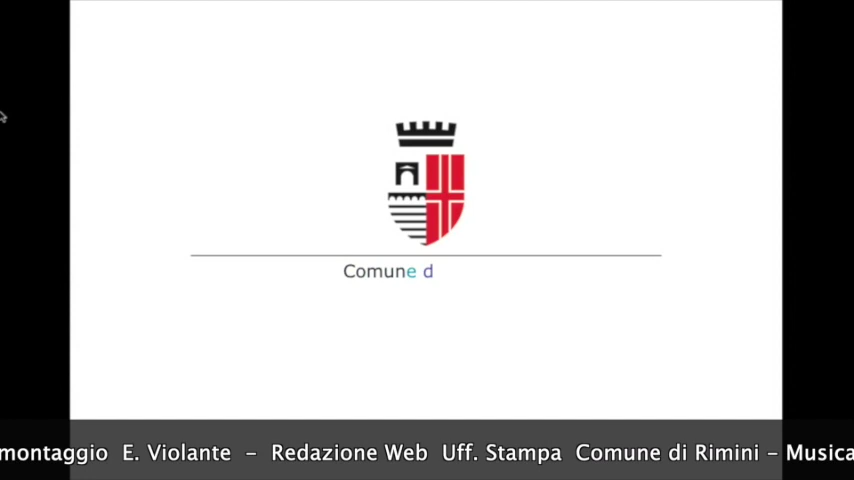 Comune d
montaggio E. Violante – Redazione Web Uff. Stampa Comune di Rimini – Musica